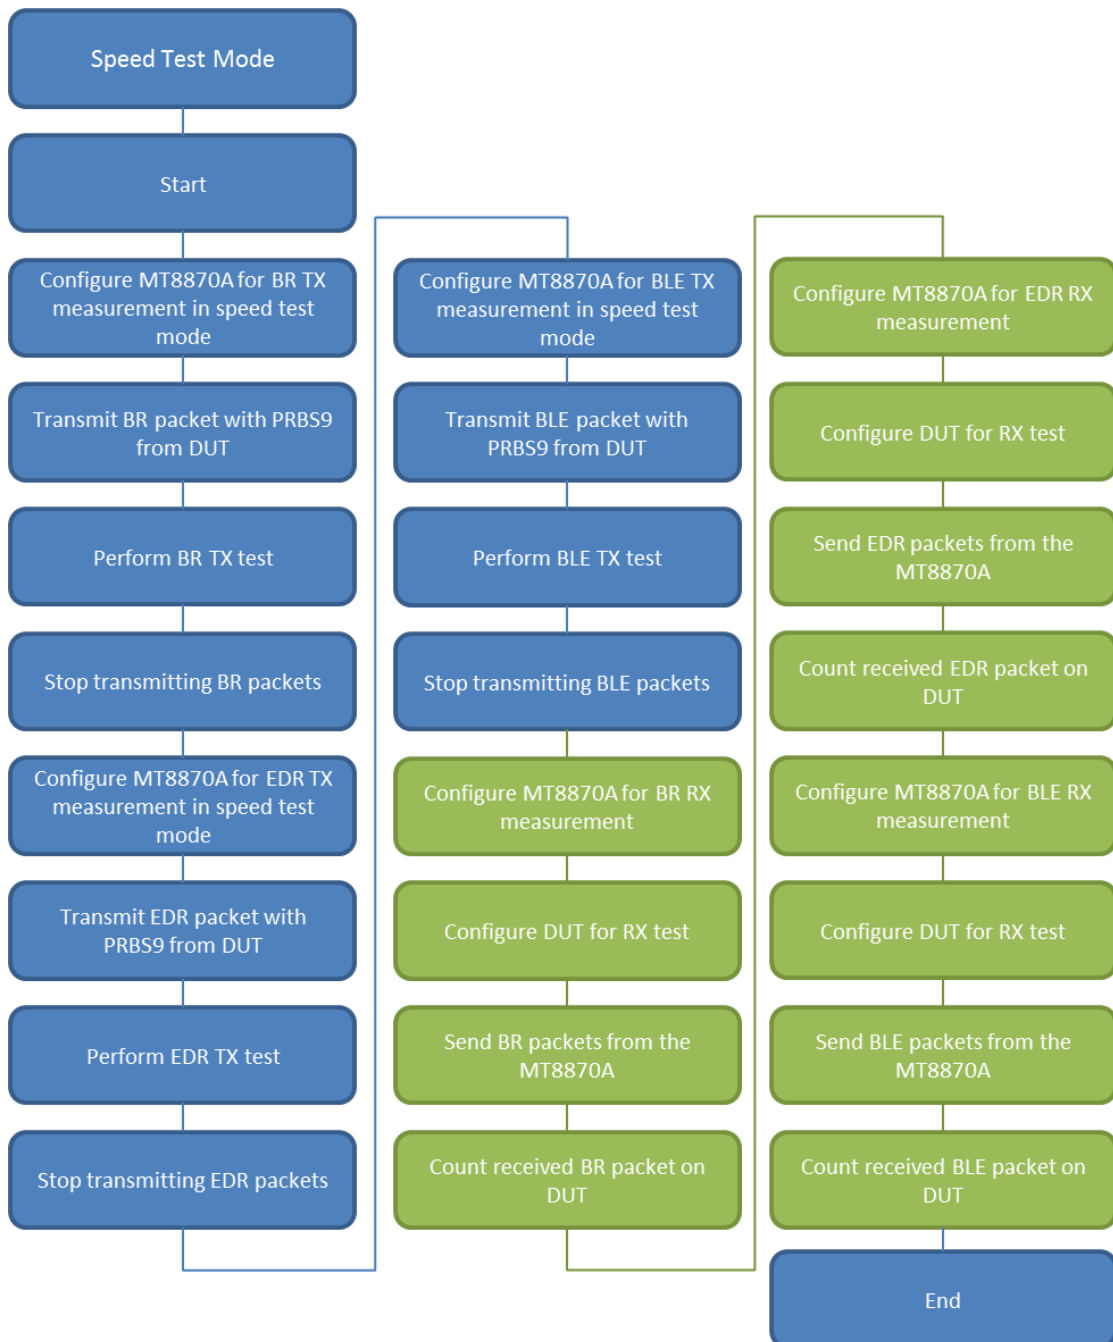 Speed Test Mode
Start
Configure MT8870A for BR TX
measurement in speed test
mode
Transmit BR packet with PRBS9
from DUT
Perform BR TX test
Stop transmitting BR packets
Configure MT8870A for EDR TX
measurement in speed test
mode
Transmit EDR packet with
PRBS9 from DUT
Perform EDR TX test
Stop transmitting EDR packets
Configure MT8870A for BLE TX
measurement in speed test
mode
Transmit BLE packet with
PRBS9 from DUT
Perform BLE TX test
Stop transmitting BLE packets
Configure MT8870A for BR RX
measurement
Configure DUT for RX test
Send BR packets from the
MT8870A
Count received BR packet on
DUT
Configure MT8870A for EDR RX
measurement
Configure DUT for RX test
Send EDR packets from the
MT8870A
Count received EDR packet on
DUT
Configure MT8870A for BLE RX
measurement
Configure DUT for RX test
Send BLE packets from the
MT8870A
Count received BLE packet on
DUT
End